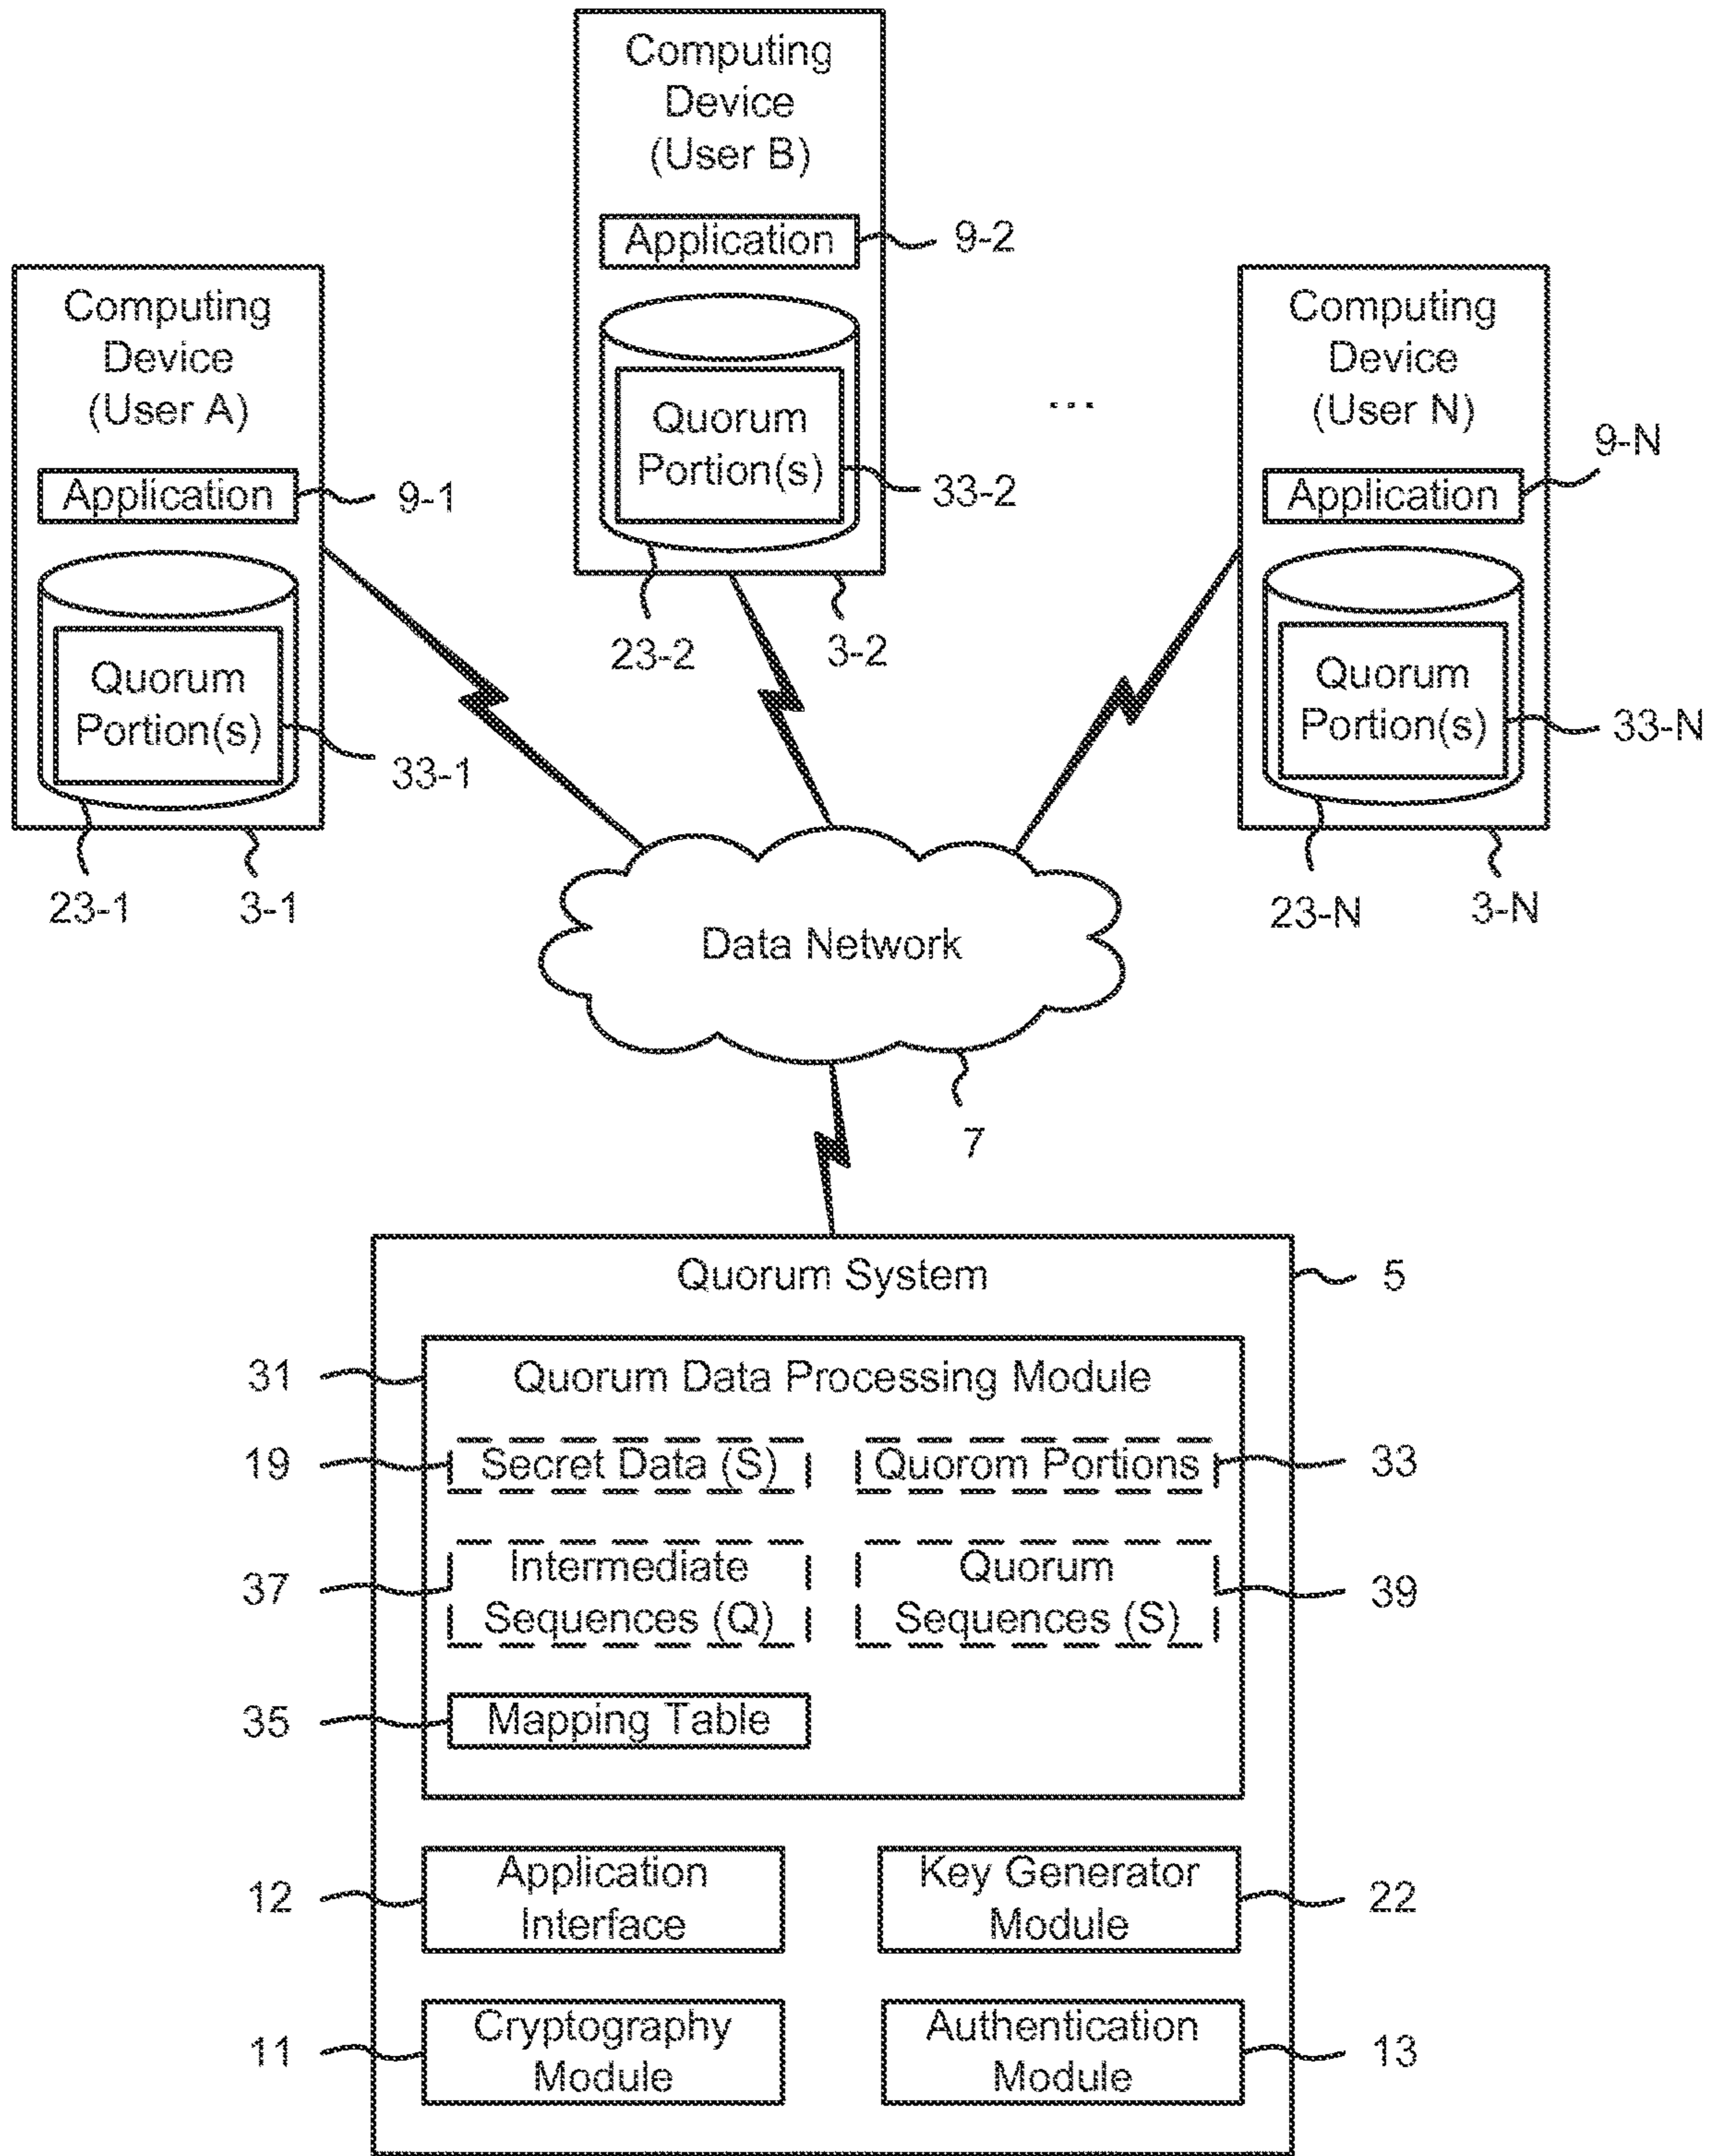 Computing
Device
(User B)
Application
9-2
Quorum
Portion(s)
33-2
23-2
3-2
Computing
Device
(User A)
Application
9-1
Quorum
Portion(s)
33-1
23-1
3-1
...
Computing
Device
(User N)
9-N
Application
Quorum
Portion(s)
33-N
23-N
3-N
Data Network
7
Quorum System
5
31
Quorum Data Processing Module
19
Secret Data (S)
Quorom Portions
33
37
Intermediate
Sequences (Q)
Quorum
Sequences (S)
39
35
Mapping Table
12
Application
Interface
Key Generator
Module
22
11
Cryptography
Module
Authentication
Module
13